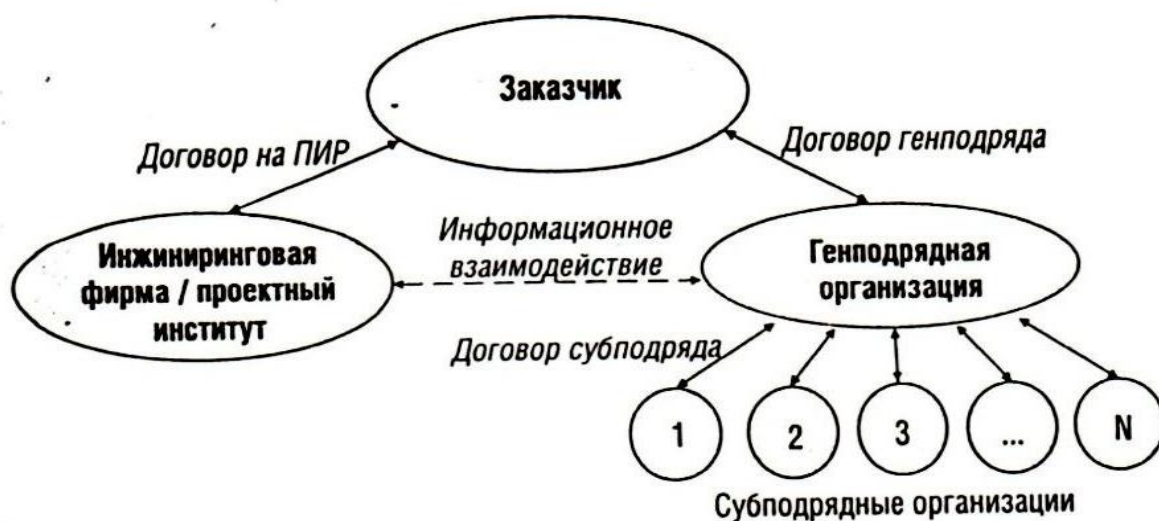 Заказчик
Договор на ПИР
Договор генподряда
Инжиниринговая
фирма / проектный
институт
Информационное
взаимодействие
Генподрядная
организация
Договор субподряда
1
2
3
...
N
Субподрядные организации